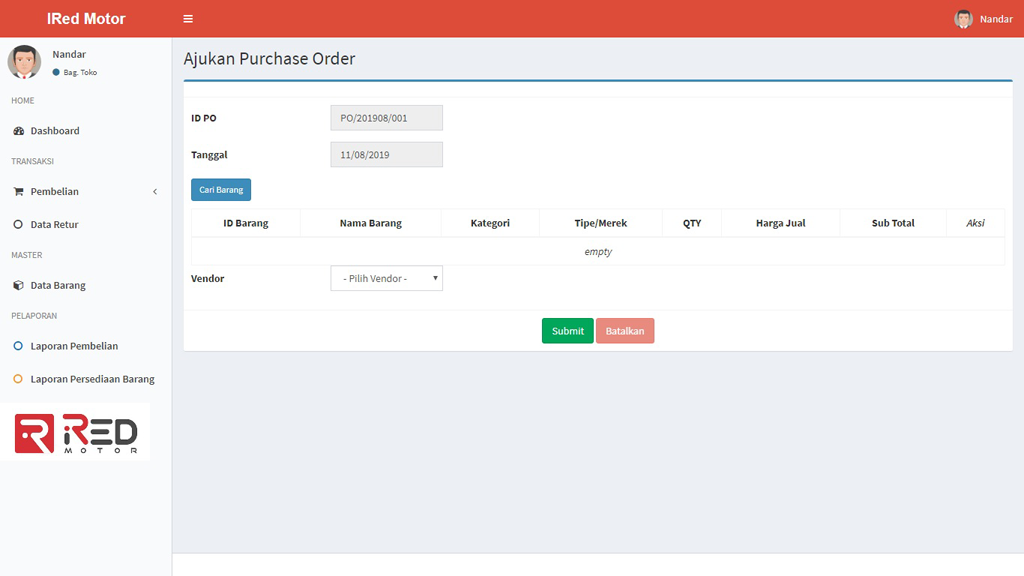 IRed Motor
Nandar
Nandar
Bag. Toko
HOME
Dashboard
TRANSAKSI
Pembelian
Data Retur
MASTER
Data Barang
PELAPORAN
Laporan Pembelian
Laporan Persediaan Barang
iRED
MOTOR
Ajukan Purchase Order
ID PO PO/201908/001
Tanggal 11/08/2019
Cari Barang
ID Barang Nama Barang Kategori Tipe/Merek QTY Harga Jual Sub Total Aksi
empty
Vendor - Pilih Vendor -
Submit Batalkan